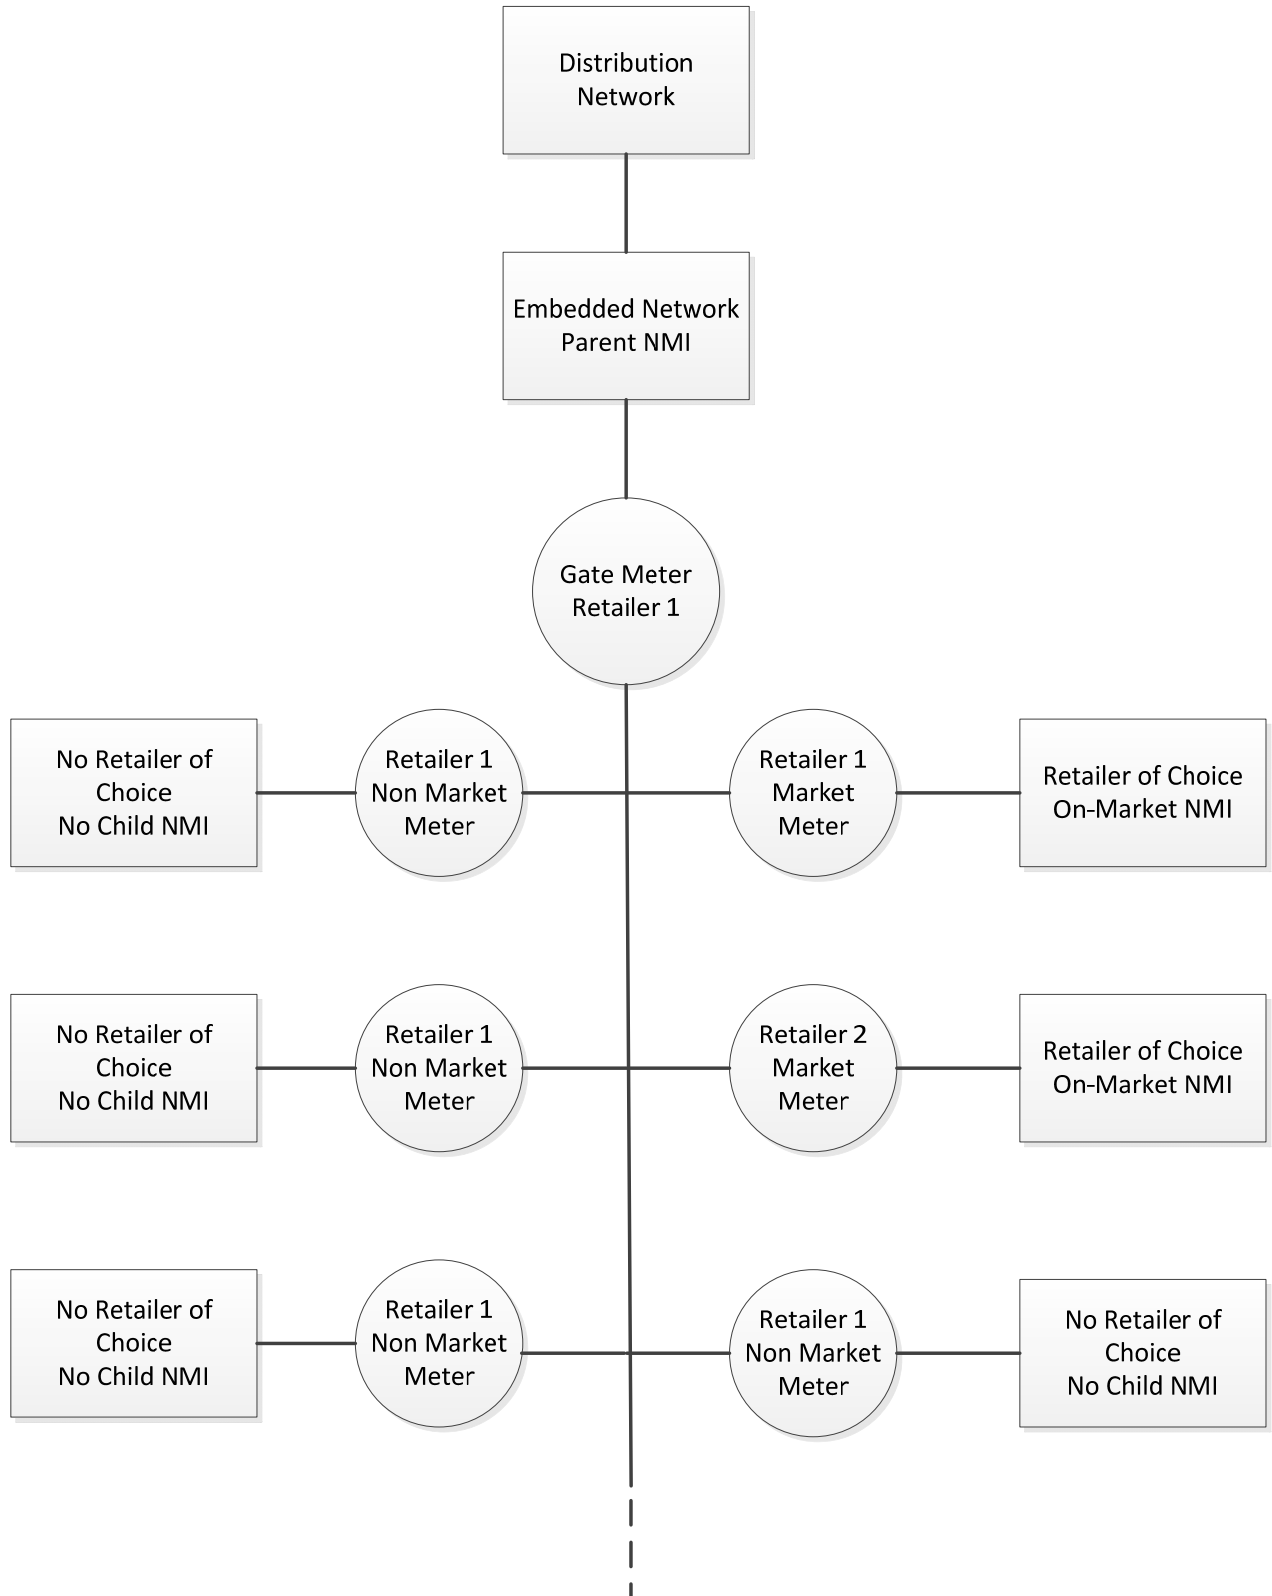 Distribution
Network
Embedded Network
Parent NMI
Gate Meter
Retailer 1
No Retailer of
Choice
No Child NMI
Retailer 1
Non Market
Meter
Retailer 1
Market
Meter
Retailer of Choice
On-Market NMI
No Retailer of
Choice
No Child NMI
Retailer 1
Non Market
Meter
Retailer 2
Market
Meter
Retailer of Choice
On-Market NMI
No Retailer of
Choice
No Child NMI
Retailer 1
Non Market
Meter
Retailer 1
Non Market
Meter
No Retailer of
Choice
No Child NMI